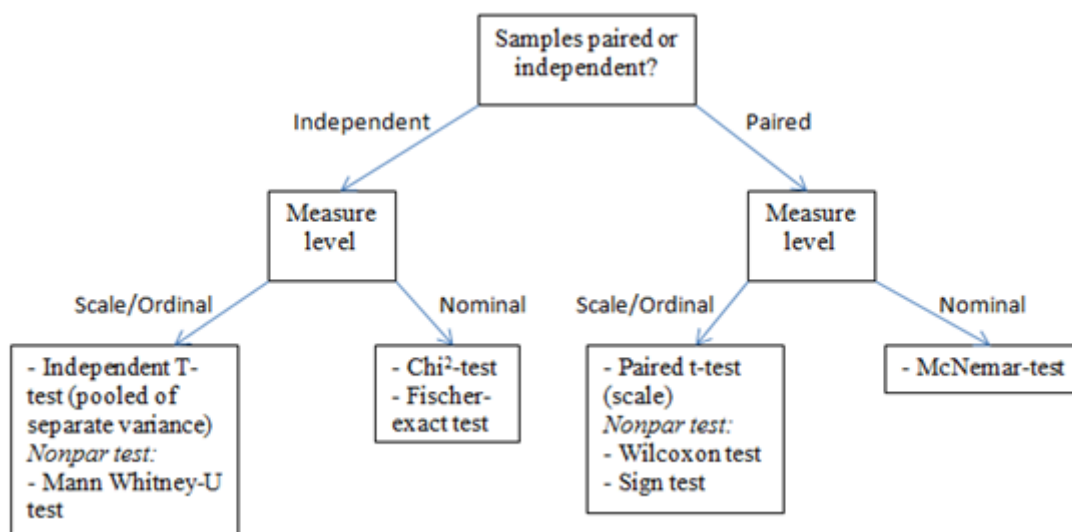 Samples paired or
independent?
Independent
Paired
Measure
level
Measure
level
Scale/Ordinal
Nominal
Scale/Ordinal
Nominal
- Independent T-
test (pooled of
separate variance)
Nonpar test:
- Mann Whitney-U
test
- Chi²-test
- Fischer-
exact test
- Paired t-test
(scale)
Nonpar test:
- Wilcoxon test
- Sign test
- McNemar-test